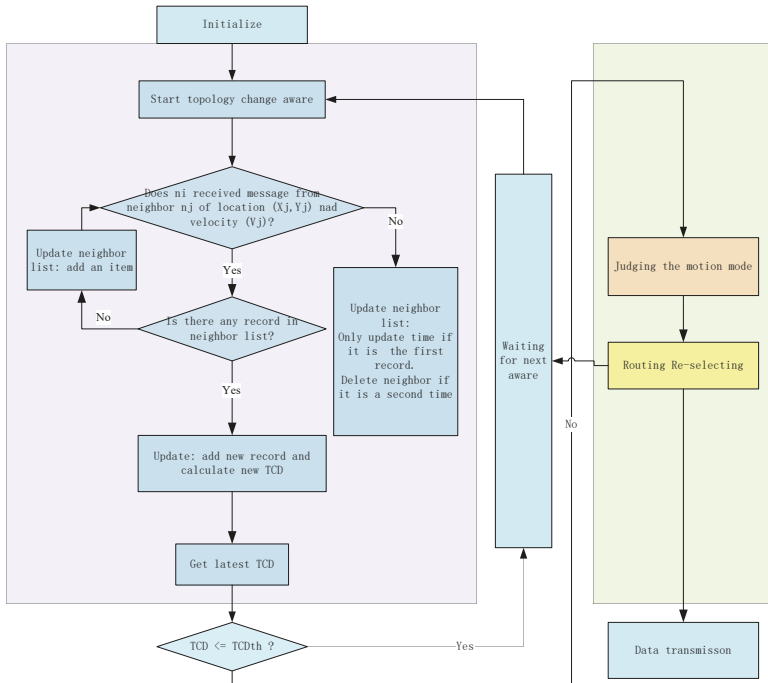 Initialize
Start topology change aware
Does ni received message from
neighbor nj of location (Xj,Yj) nad
velocity (Vj)?
No
Yes
Update neighbor
list: add an item
No
Is there any record in
neighbor list?
Yes
Update neighbor
list:
Only update time if
it is the first
record.
Delete neighbor if
it is a second time
Update: add new record and
calculate new TCD
Get latest TCD
TCD <= TCDth ?
Yes
Waiting
for next
aware
No
Judging the motion mode
Routing Re-selecting
Data transmisson